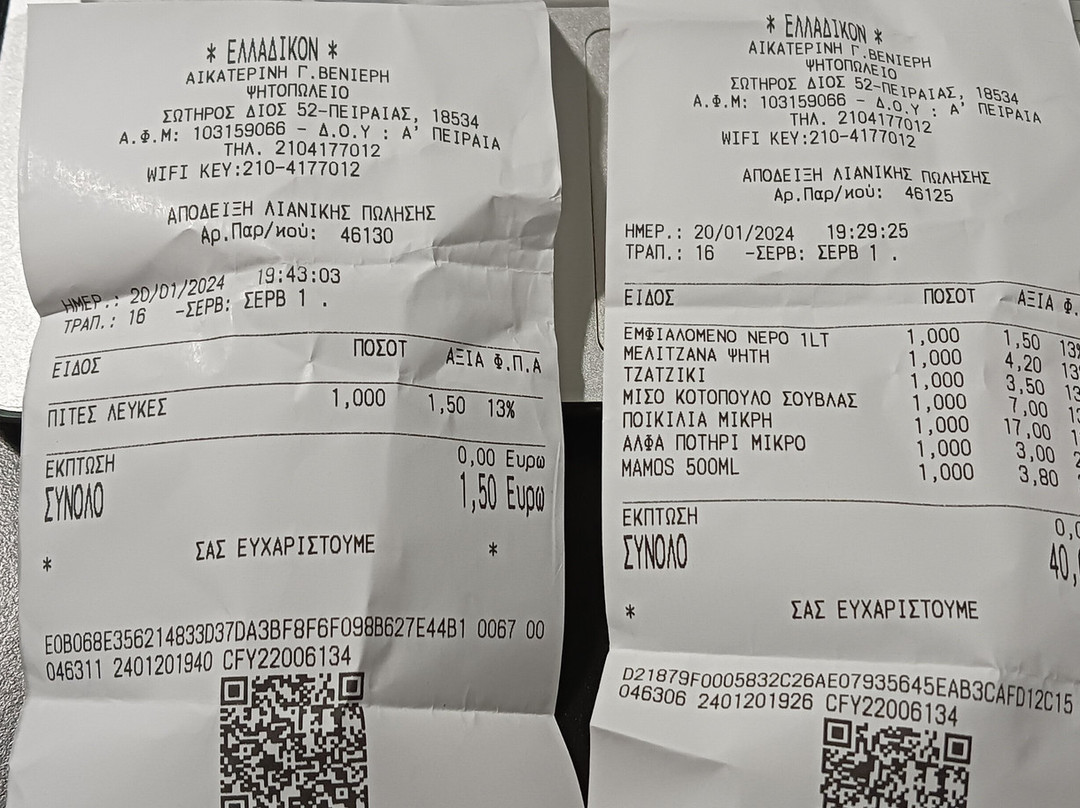 * ΕΛΛΑΔΙΚΟΝ *
ΑΙΚΑΤΕΡΙΝΗ Γ.ΒΕΝΙΕΡΗ
ΨΗΤΟΠΩΛΕΙΟ
ΣΩΤΗΡΟΣ ΔΙΟΣ 52-ΠΕΙΡΑΙΑΣ, 18534
Α.Φ.Μ: 103159066 - Δ.Ο.Υ : Α' ΠΕΙΡΑΙΑ
ΤΗΛ. 2104177012
WIFI KEY:210-4177012
ΑΠΟΔΕΙΞΗ ΛΙΑΝΙΚΗΣ ΠΩΛΗΣΗΣ
Αρ.Παρ/κού: 46130
ΗΜΕΡ.: 20/01/2024 19:43:03
ΤΡΑΠ.: 16 -ΣΕΡΒ: ΣΕΡΒ 1 .
ΕΙΔΟΣ ΠΟΣΟΤ ΑΞΙΑ Φ.Π.Α
ΠΙΤΕΣ ΛΕΥΚΕΣ 1,000 1,50 13%
ΕΚΠΤΩΣΗ 0,00 Ευρω
ΣΥΝΟΛΟ 1,50 Ευρω
* ΣΑΣ ΕΥΧΑΡΙΣΤΟΥΜΕ *
E0B068E356214833D37DA3BF8F6F098B627E44B1 0067 00
046311 2401201940 CFY22006134
* ΕΛΛΑΔΙΚΟΝ *
ΑΙΚΑΤΕΡΙΝΗ Γ.ΒΕΝΙΕΡΗ
ΨΗΤΟΠΩΛΕΙΟ
ΣΩΤΗΡΟΣ ΔΙΟΣ 52-ΠΕΙΡΑΙΑΣ, 18534
Α.Φ.Μ: 103159066 - Δ.Ο.Υ : Α' ΠΕΙΡΑΙΑ
ΤΗΛ. 2104177012
WIFI KEY:210-4177012
ΑΠΟΔΕΙΞΗ ΛΙΑΝΙΚΗΣ ΠΩΛΗΣΗΣ
Αρ.Παρ/κού: 46125
ΗΜΕΡ.: 20/01/2024 19:29:25
ΤΡΑΠ.: 16 -ΣΕΡΒ: ΣΕΡΒ 1 .
ΕΙΔΟΣ ΠΟΣΟΤ ΑΞΙΑ Φ.
ΕΜΦΙΑΛΟΜΕΝΟ ΝΕΡΟ 1LT 1,000 1,50 13%
ΜΕΛΙΤΖΑΝΑ ΨΗΤΗ 1,000 4,20 13
ΤΖΑΤΖΙΚΙ 1,000 3,50 13
ΜΙΣΟ ΚΟΤΟΠΟΥΛΟ ΣΟΥΒΛΑΣ 1,000 7,00
ΠΟΙΚΙΛΙΑ ΜΙΚΡΗ 1,000 17,00
ΑΛΦΑ ΠΟΤΗΡΙ ΜΙΚΡΟ 1,000 3,00
MAMOS 500ML 1,000 3,80
ΕΚΠΤΩΣΗ 0,0
ΣΥΝΟΛΟ 40,
* ΣΑΣ ΕΥΧΑΡΙΣΤΟΥΜΕ
D21879F0005832C26AE07935645EAB3CAFD12C15
046306 2401201926 CFY22006134